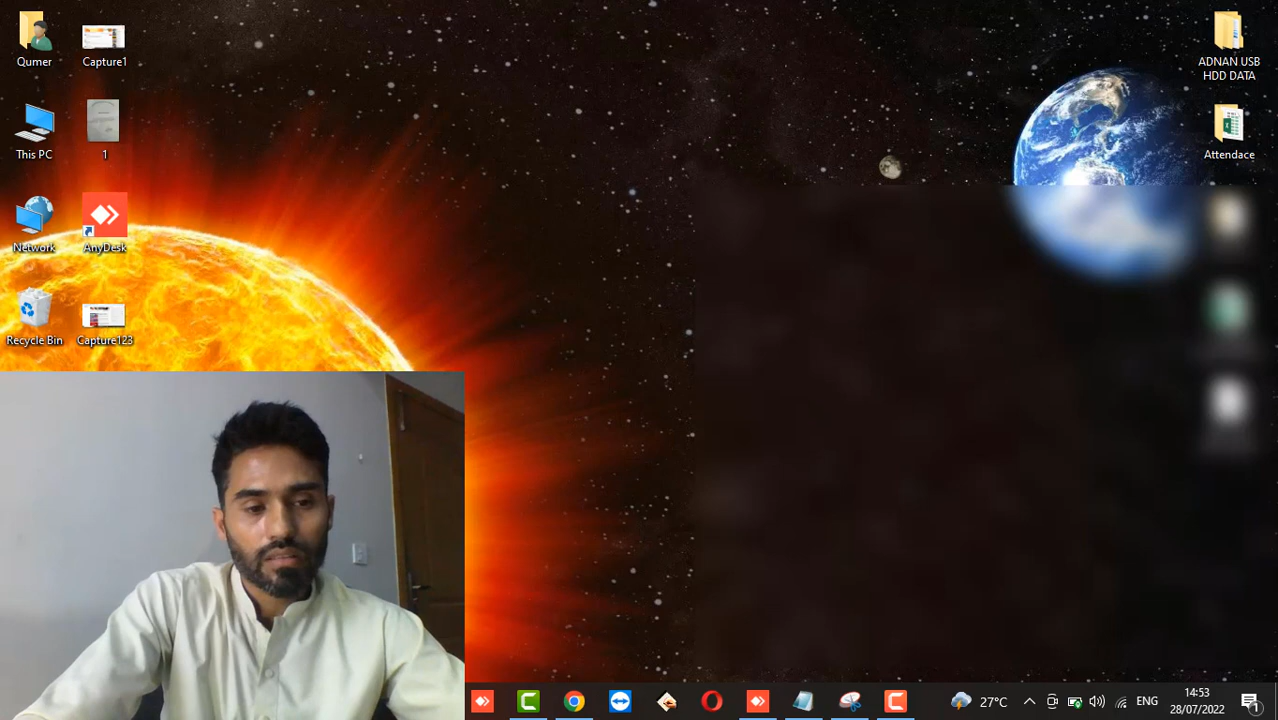 Qumer
Capture1
ADNAN USB
HDD DATA
This PC
1
Attendace
Network
AnyDesk
Recycle Bin
Capture123
27°C
ENG
14:53
28/07/2022
1